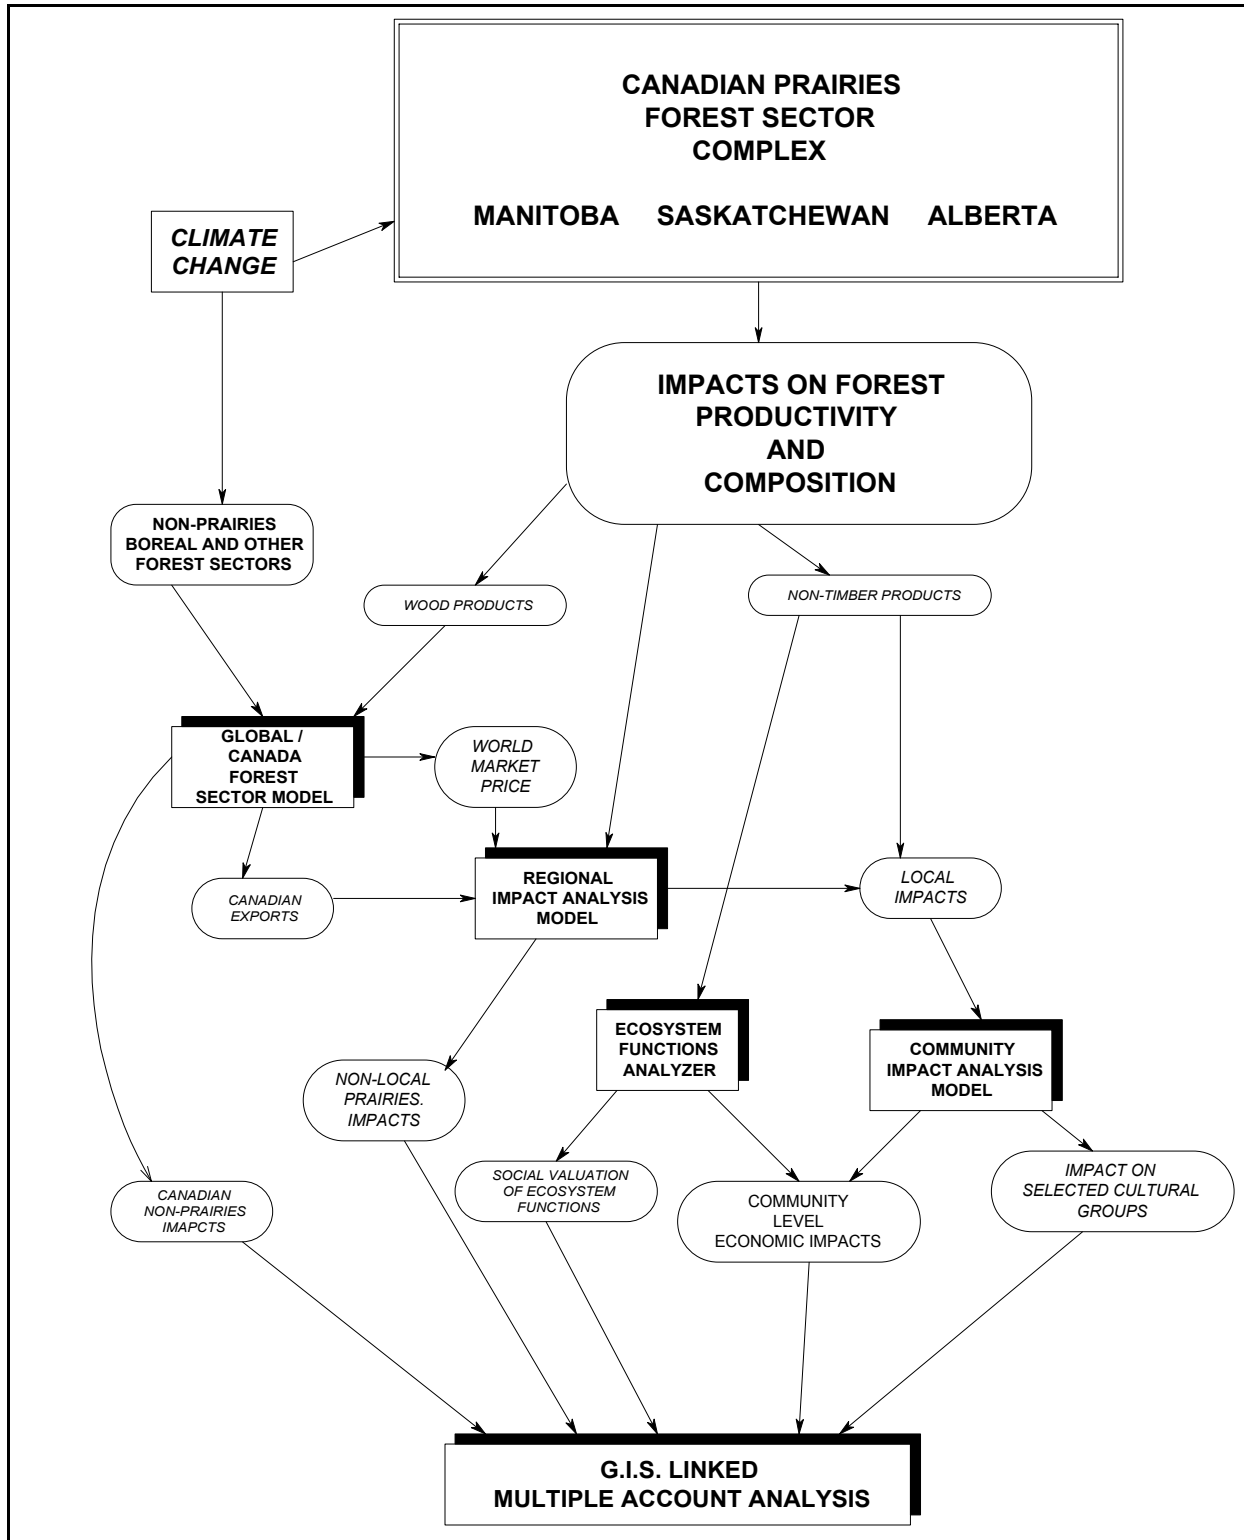 CANADIAN PRAIRIES
FOREST SECTOR
COMPLEX
MANITOBA SASKATCHEWAN ALBERTA
CLIMATE
CHANGE
IMPACTS ON FOREST
PRODUCTIVITY
AND
COMPOSITION
NON-PRAIRIES
BOREAL AND OTHER
FOREST SECTORS
WOOD PRODUCTS
NON-TIMBER PRODUCTS
GLOBAL /
CANADA
FOREST
SECTOR MODEL
WORLD
MARKET
PRICE
CANADIAN
EXPORTS
REGIONAL
IMPACT ANALYSIS
MODEL
LOCAL
IMPACTS
ECOSYSTEM
FUNCTIONS
ANALYZER
COMMUNITY
IMPACT ANALYSIS
MODEL
NON-LOCAL
PRAIRIES.
IMPACTS
CANADIAN
NON-PRAIRIES
IMAPCTS
SOCIAL VALUATION
OF ECOSYSTEM
FUNCTIONS
COMMUNITY
LEVEL
ECONOMIC IMPACTS
IMPACT ON
SELECTED CULTURAL
GROUPS
G.I.S. LINKED
MULTIPLE ACCOUNT ANALYSIS